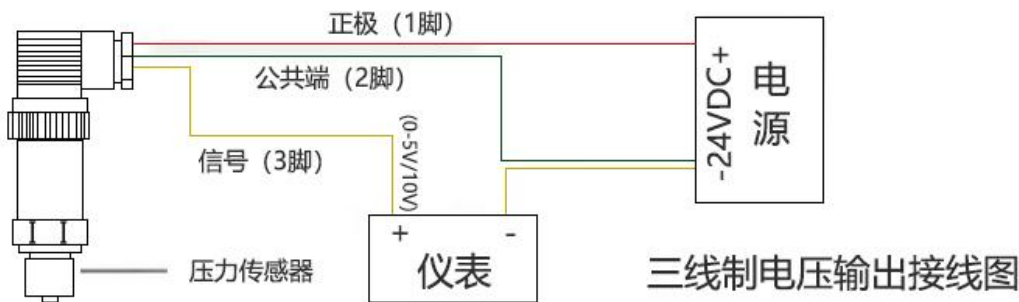 正极（1脚）
公共端（2脚）
信号（3脚）
(0-5V/10V)
-24VDC+
电源
+ -
仪表
压力传感器
三线制电压输出接线图